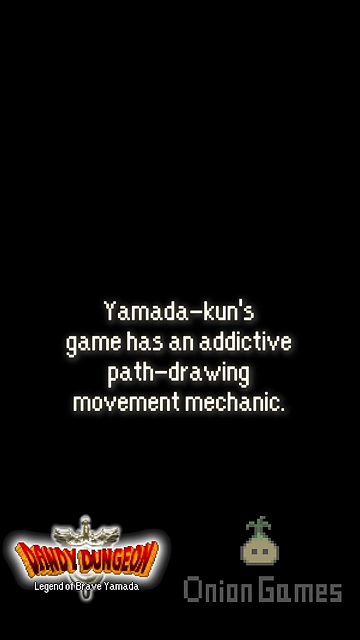 Yamada-kun's
game has an addictive
path-drawing
movement mechanic.
DANDY DUNGEON
Legend of Brave Yamada
Onion Games